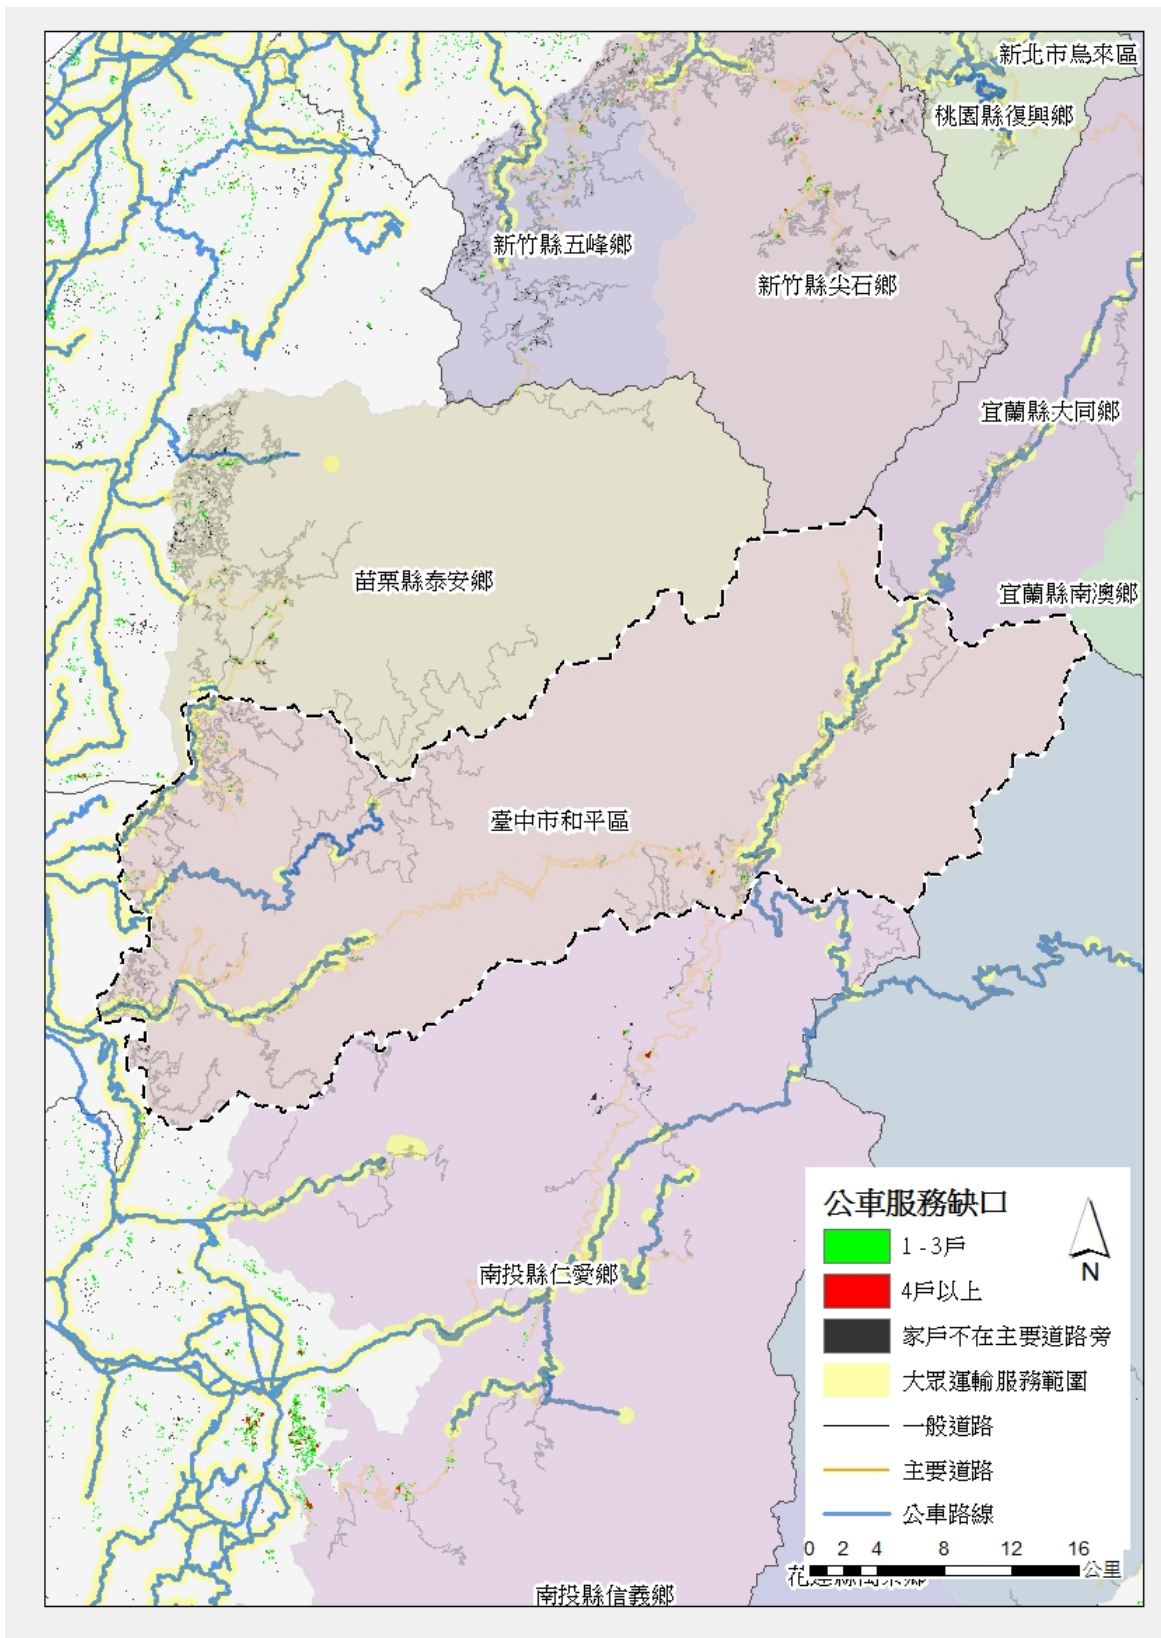 新北市烏來區
桃園縣復興鄉
新竹縣五峰鄉
新竹縣尖石鄉
宜蘭縣大同鄉
苗栗縣泰安鄉
宜蘭縣南澳鄉
臺中市和平區
南投縣仁愛鄉
南投縣信義鄉
公車服務缺口
1 - 3戶
4戶以上
家戶不在主要道路旁
大眾運輸服務範圍
一般道路
主要道路
公車路線
N
0 2 4 8 12 16
公里